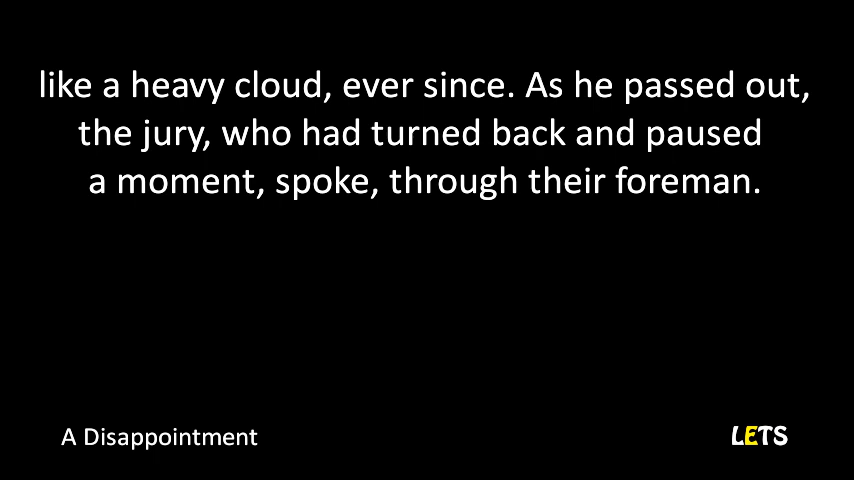 like a heavy cloud, ever since. As he passed out,
the jury, who had turned back and paused
a moment, spoke, through their foreman.
A Disappointment
LETS